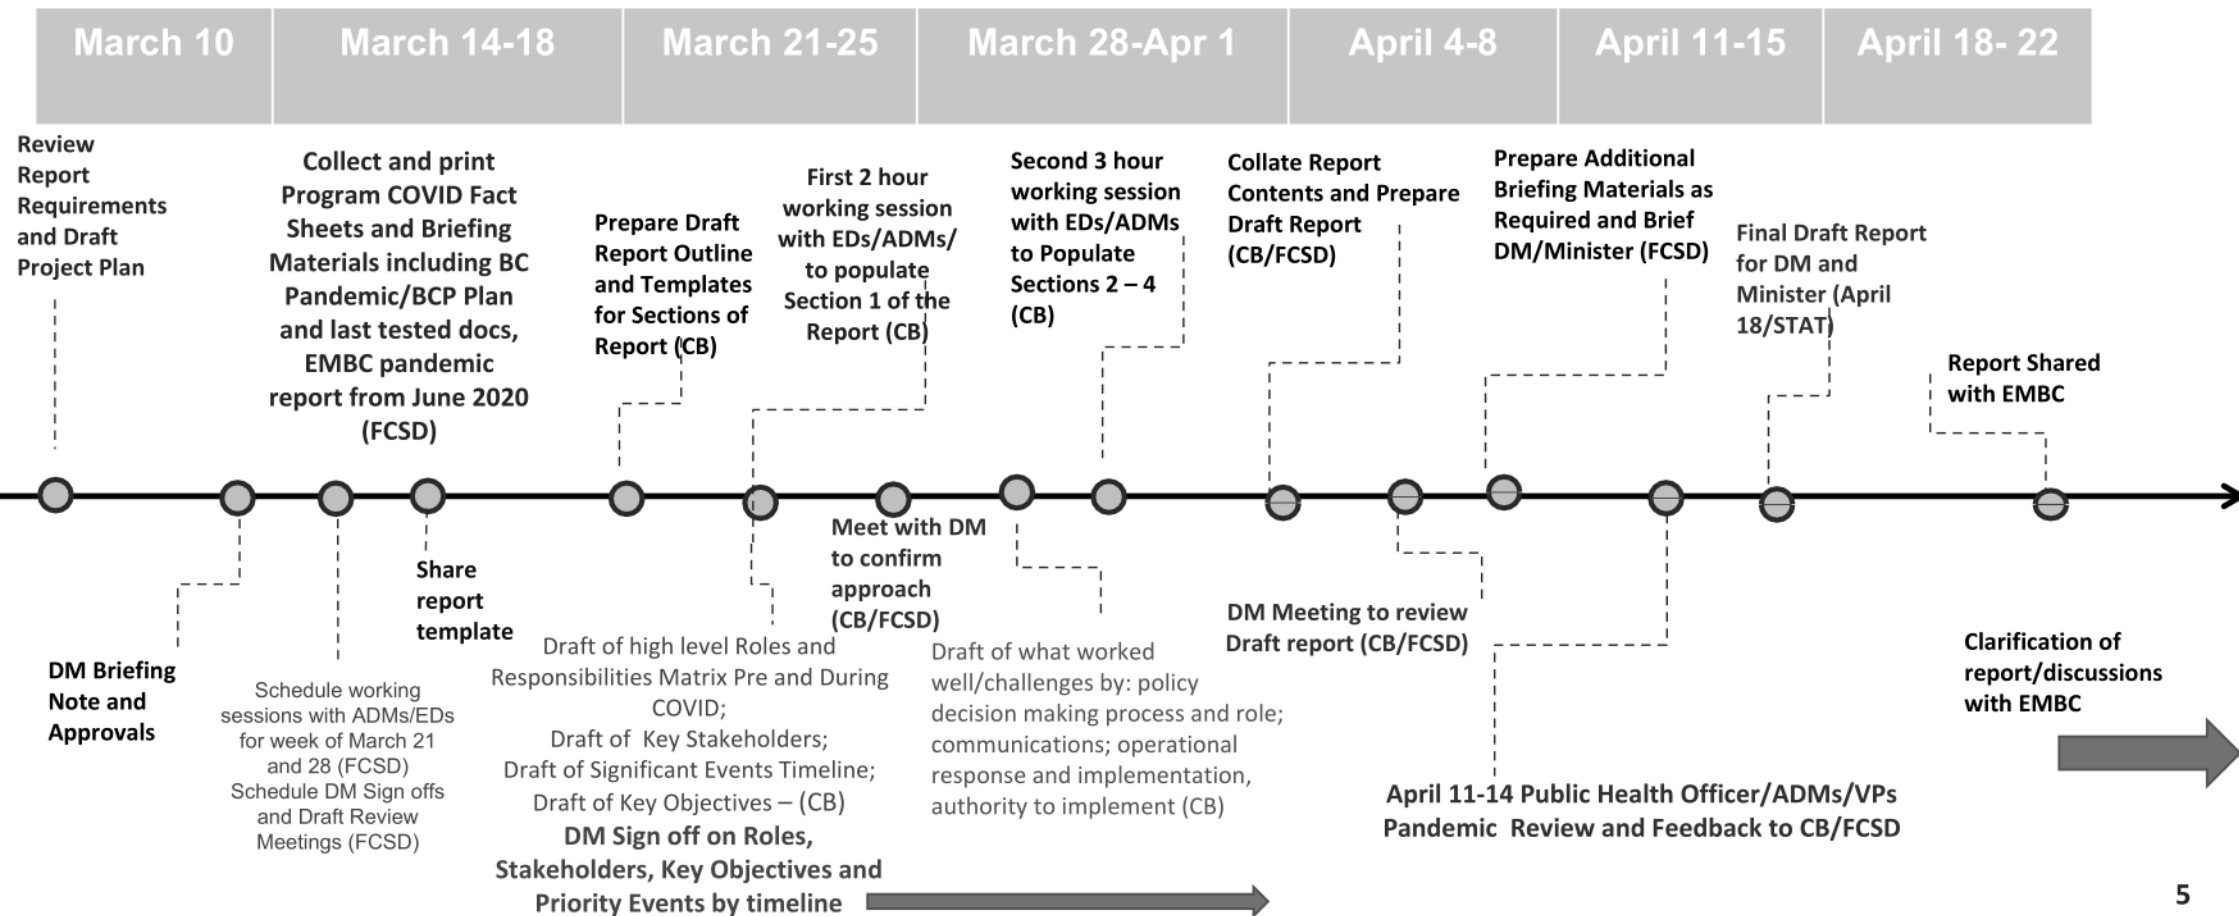 March 10
March 14-18
March 21-25
March 28-Apr 1
April 4-8
April 11-15
April 18- 22
Review
Report
Requirements
and Draft
Project Plan
Collect and print
Program COVID Fact
Sheets and Briefing
Materials including BC
Pandemic/BCP Plan
and last tested docs,
EMBC pandemic
report from June 2020
(FCSD)
Prepare Draft
Report Outline
and Templates
for Sections of
Report (CB)
First 2 hour
working session
with EDs/ADMs/
to populate
Section 1 of the
Report (CB)
Second 3 hour
working session
with EDs/ADMs
to Populate
Sections 2 – 4
(CB)
Collate Report
Contents and Prepare
Draft Report
(CB/FCSD)
Prepare Additional
Briefing Materials as
Required and Brief
DM/Minister (FCSD)
Final Draft Report
for DM and
Minister (April
18/STAT)
Report Shared
with EMBC
DM Briefing
Note and
Approvals
Schedule working
sessions with ADMs/EDs
for week of March 21
and 28 (FCSD)
Schedule DM Sign offs
and Draft Review
Meetings (FCSD)
Share
report
template
Draft of high level Roles and
Responsibilities Matrix Pre and During
COVID;
Draft of  Key Stakeholders;
Draft of Significant Events Timeline;
Draft of Key Objectives – (CB)
DM Sign off on Roles,
Stakeholders, Key Objectives and
Priority Events by timeline
Meet with DM
to confirm
approach
(CB/FCSD)
Draft of what worked
well/challenges by: policy
decision making process and role;
communications; operational
response and implementation,
authority to implement (CB)
DM Meeting to review
Draft report (CB/FCSD)
April 11-14 Public Health Officer/ADMs/VPs
Pandemic  Review and Feedback to CB/FCSD
Clarification of
report/discussions
with EMBC
5